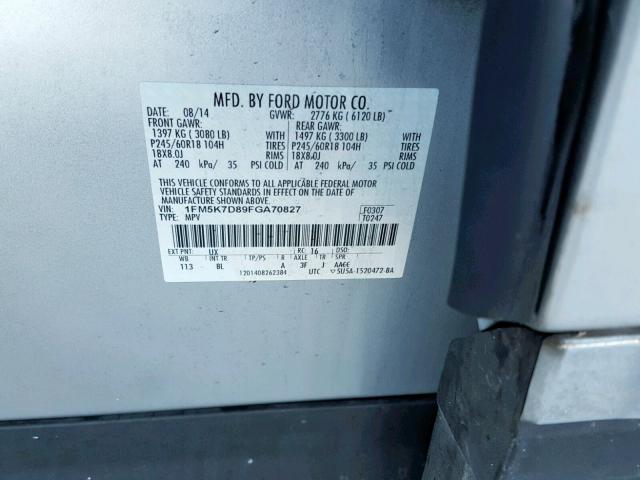 MFD. BY FORD MOTOR CO.
DATE: 08/14 GVWR: 2776 KG ( 6120 LB)
FRONT GAWR: REAR GAWR:
1397 KG ( 3080 LB) WITH 1497 KG ( 3300 LB) WITH
P245/60R18 104H TIRES P245/60R18 104H TIRES
18X8.0J RIMS 18X8.0J RIMS
AT 240 kPa/ 35 PSI COLD AT 240 kPa/ 35 PSI COLD
THIS VEHICLE CONFORMS TO ALL APPLICABLE FEDERAL MOTOR
VEHICLE SAFETY AND BUMPER STANDARDS IN EFFECT ON THE DATE OF
MANUFACTURE SHOWN ABOVE.
VIN: 1FM5K7D89FGA70827 F0307
TYPE: MPV T0247
EXT PNT: UX RC: 16 DSO:
WB INT TR TP/PS R AXLE TR SPR
113 BL A 3F J AAEE
1201408262384 UTC ▽5U5A-1520472-BA